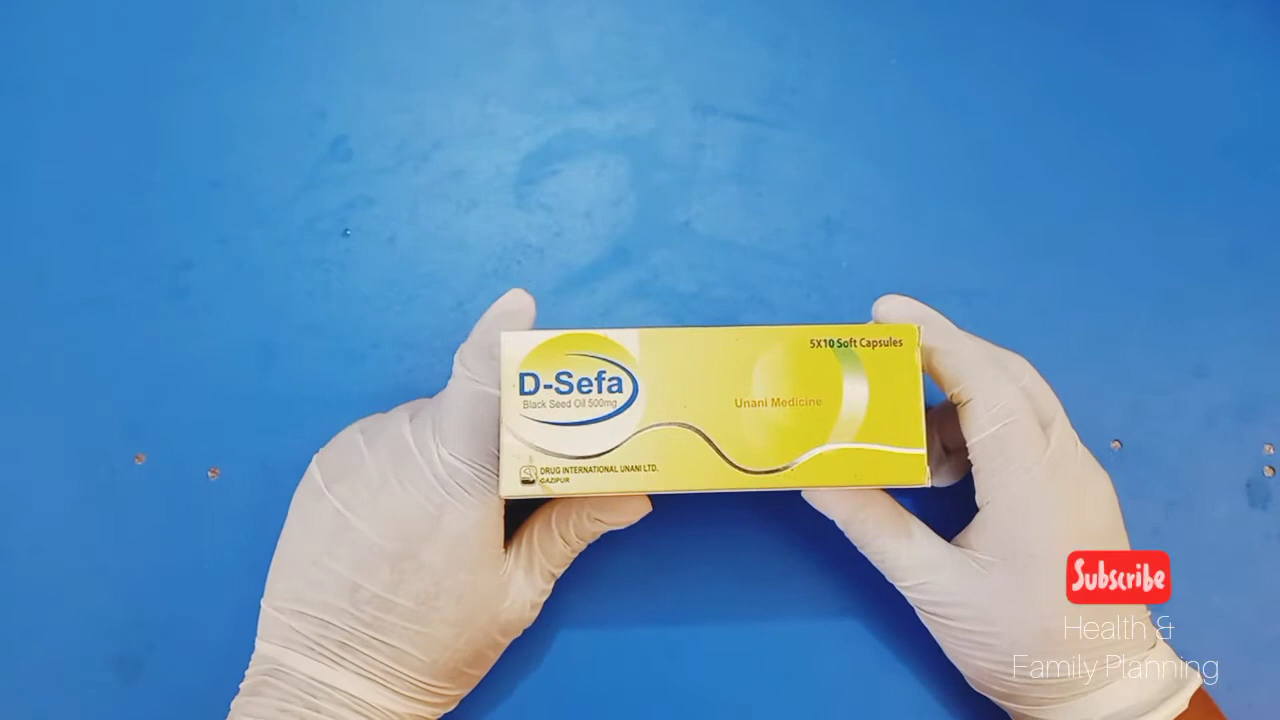 5X10 Soft Capsules
D-Sefa
Black Seed Oil 500mg
Unani Medicine
DRUG INTERNATIONAL UNANI LTD.
GAZIPUR
Subscribe
Health &
Family Planning